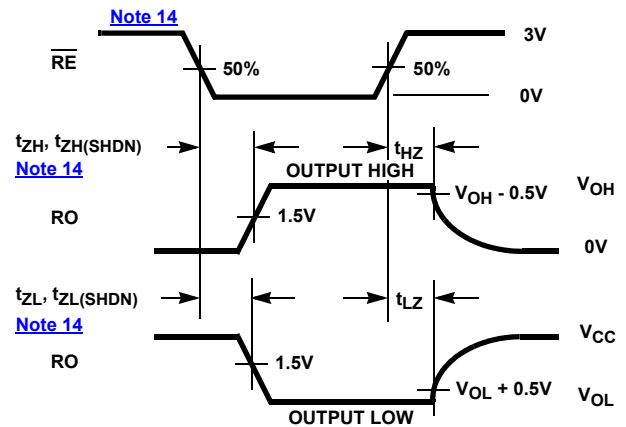 Note 14
3V
RE
50%
50%
0V
tZH, tZH(SHDN)
Note 14
tHZ
OUTPUT HIGH
VOH - 0.5V
VOH
RO
1.5V
0V
tZL, tZL(SHDN)
Note 14
tLZ
VCC
RO
1.5V
VOL + 0.5V
VOL
OUTPUT LOW